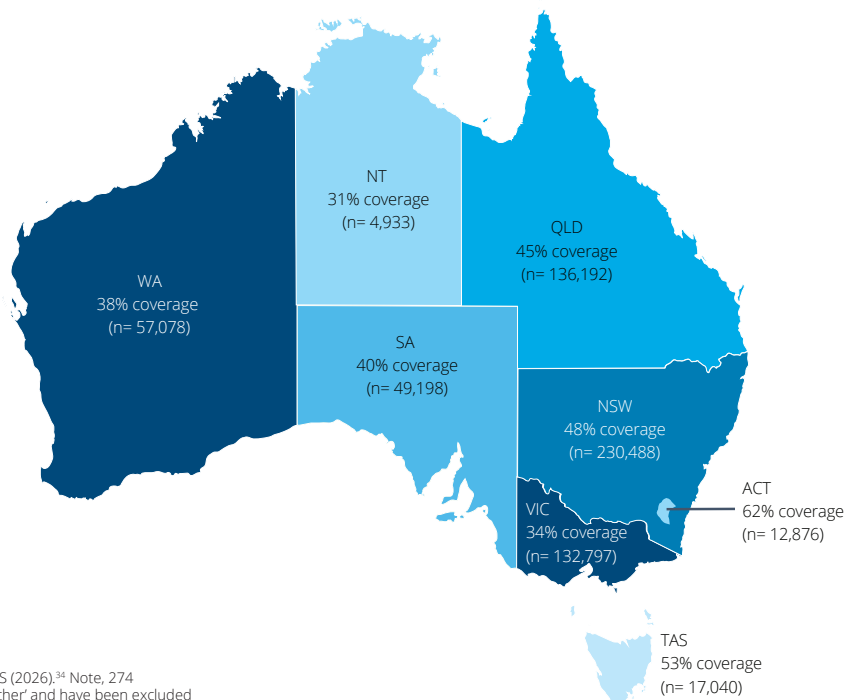 NT
31% coverage
(n= 4,933)
QLD
45% coverage
(n= 136,192)
WA
38% coverage
(n= 57,078)
SA
40% coverage
(n= 49,198)
NSW
48% coverage
(n= 230,488)
ACT
62% coverage
(n= 12,876)
VIC
34% coverage
(n= 132,797)
TAS
53% coverage
(n= 17,040)
S (2026).³⁴ Note, 274
her’ and have been excluded